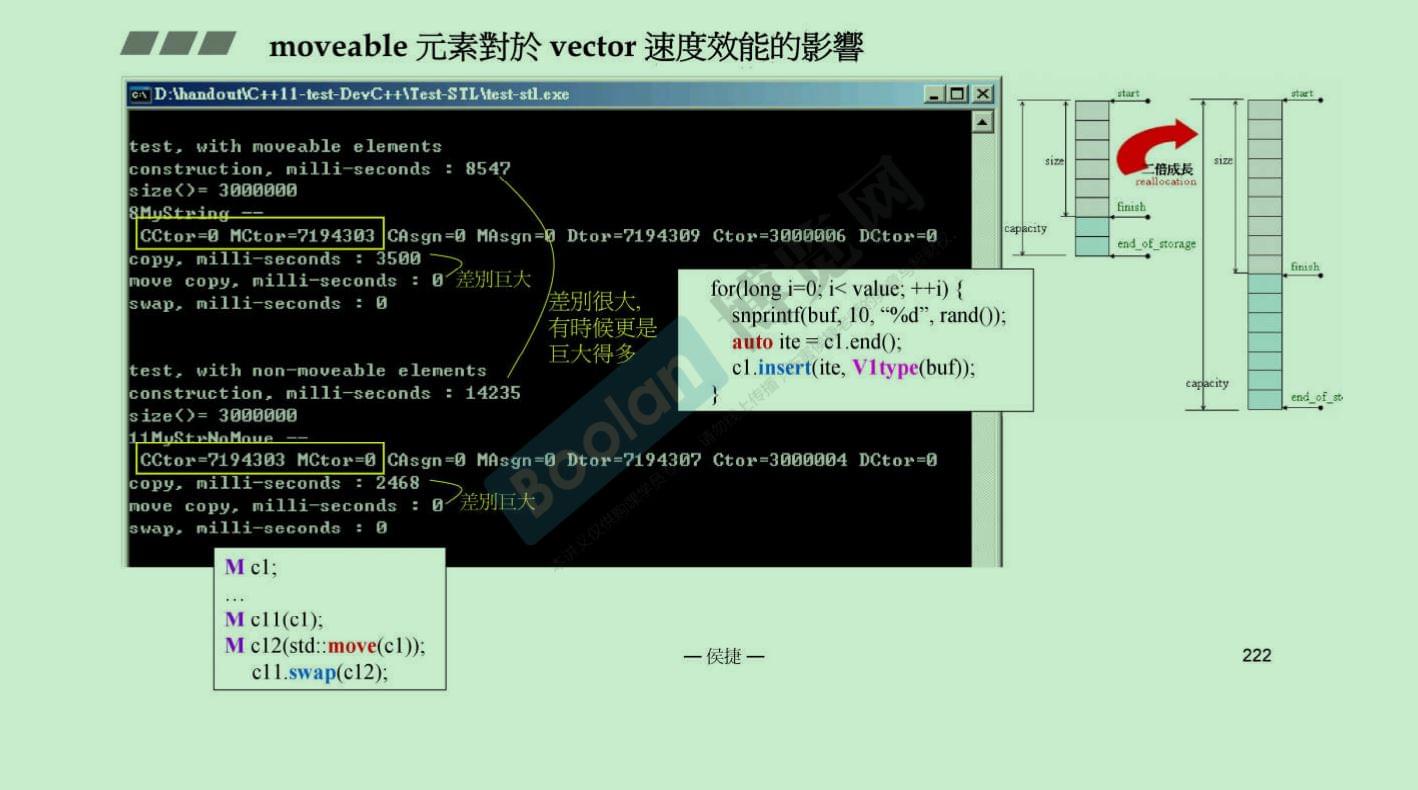 moveable 元素對於 vector 速度效能的影響
D:\handout\C++11-test-DevC++\Test-STL\test-stl.exe
test, with moveable elements
construction, milli-seconds : 8547
size()= 3000000
8MyString --
CCtor=0 MCtor=7194303 CAsgn=0 MAsgn=0 Dtor=7194309 Ctor=3000006 DCtor=0
copy, milli-seconds : 3500
move copy, milli-seconds : 0
差別巨大
swap, milli-seconds : 0
差別很大,
有時候更是
巨大得多
test, with non-moveable elements
construction, milli-seconds : 14235
size()= 3000000
11MyStrNoMove --
CCtor=7194303 MCtor=0 CAsgn=0 MAsgn=0 Dtor=7194307 Ctor=3000004 DCtor=0
copy, milli-seconds : 2468
move copy, milli-seconds : 0
差別巨大
swap, milli-seconds : 0
for(long i=0; i< value; ++i) {
snprintf(buf, 10, “%d”, rand());
auto ite = c1.end();
c1.insert(ite, V1type(buf));
}
M c1;
…
M c11(c1);
M c12(std::move(c1));
c11.swap(c12);
start
size
finish
capacity
end_of_storage
二倍成長
reallocation
start
size
finish
capacity
end_of_st
Boolan
博览网
— 侯捷 —
222